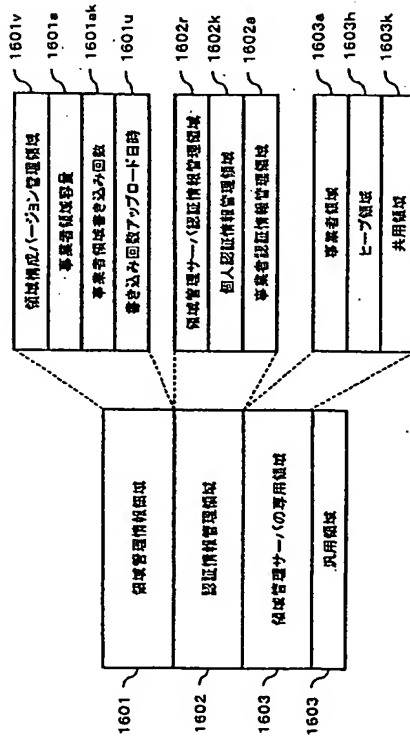 1601
領域管理情報領域
1602
認証情報管理領域
1603
領域管理サーバの専用領域
1603
汎用領域
領域構成バージョン管理領域
1601v
事業者領域容量
1601a
事業者領域書き込み回数
1601ak
書き込み回数アップロード日時
1601u
領域管理サーバ認証情報管理領域
1602r
個人認証情報管理領域
1602k
事業者認証情報管理領域
1602a
事業者領域
1603a
ヒープ領域
1603h
共用領域
1603k